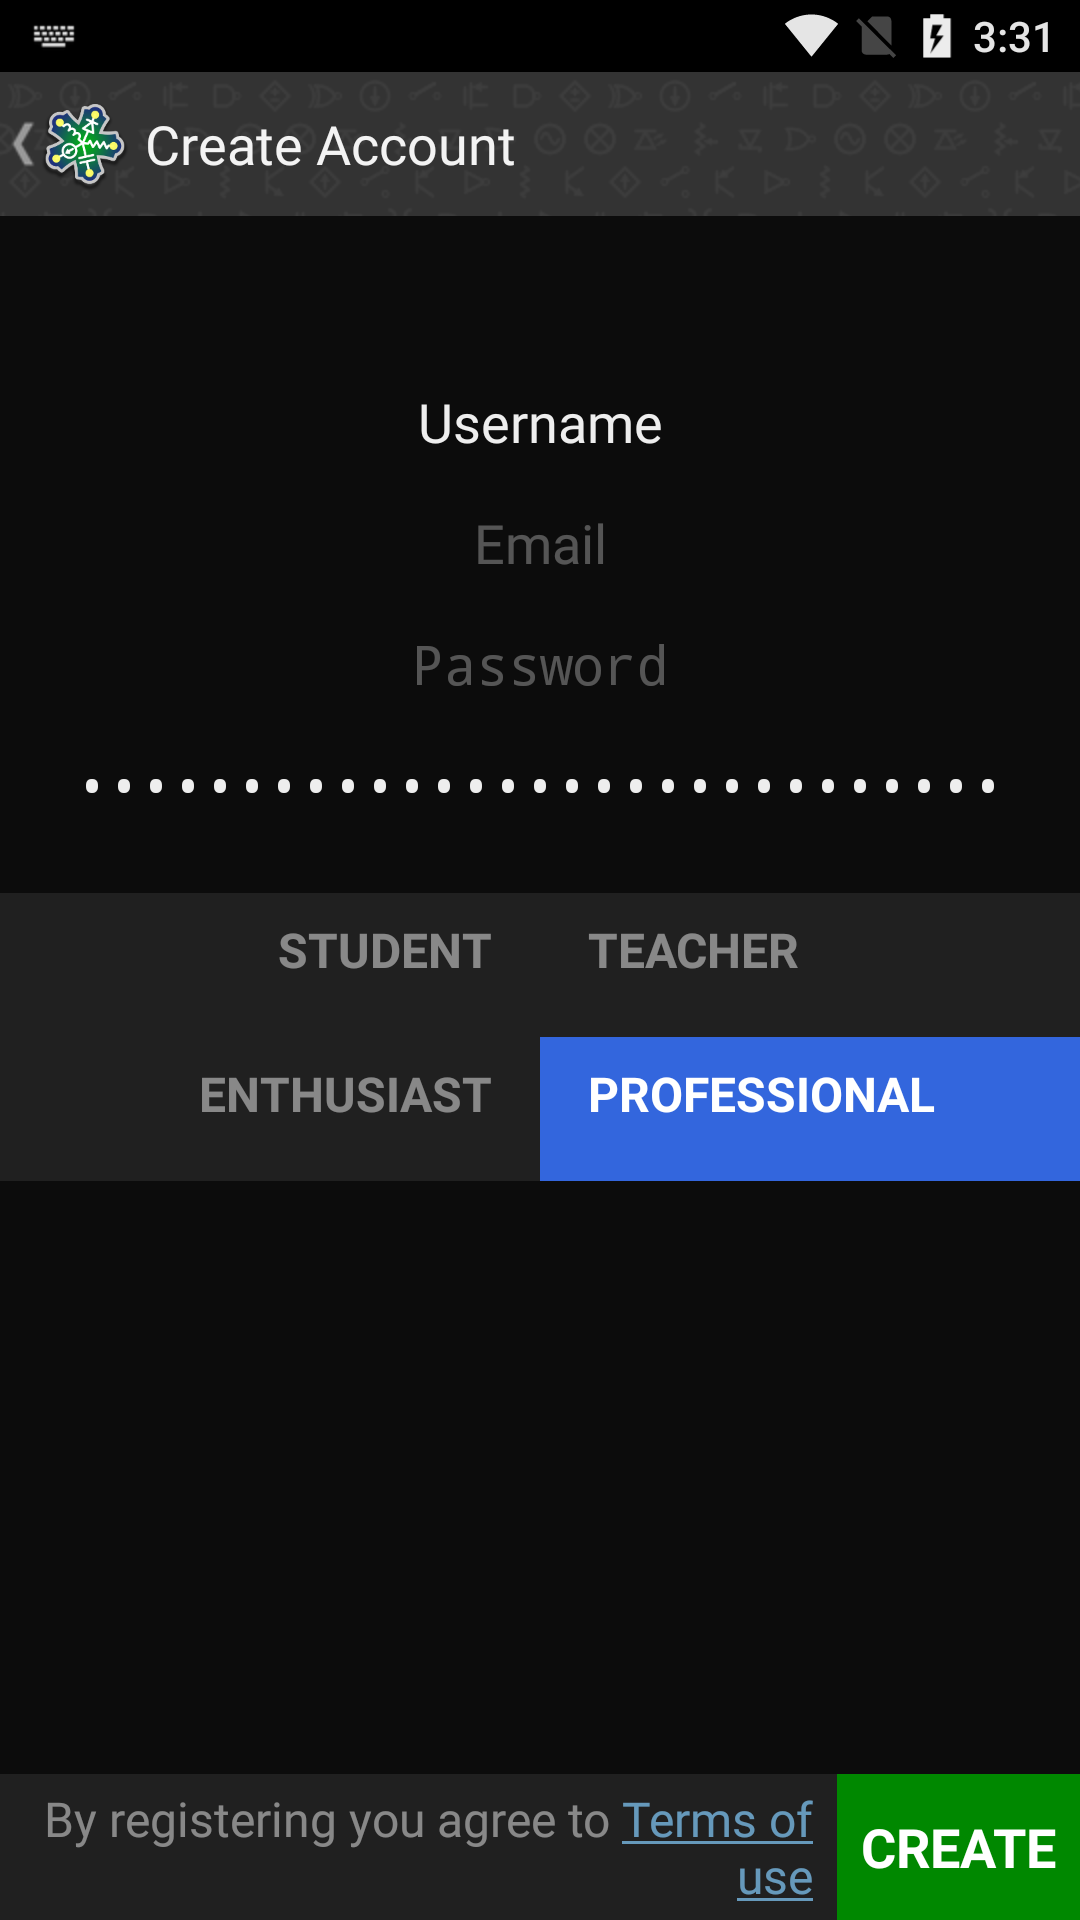 3:31
Create Account
Username
Email
Password
•••••••••••••••••••••••••••••
STUDENT
TEACHER
ENTHUSIAST
PROFESSIONAL
By registering you agree to Terms of
use
CREATE